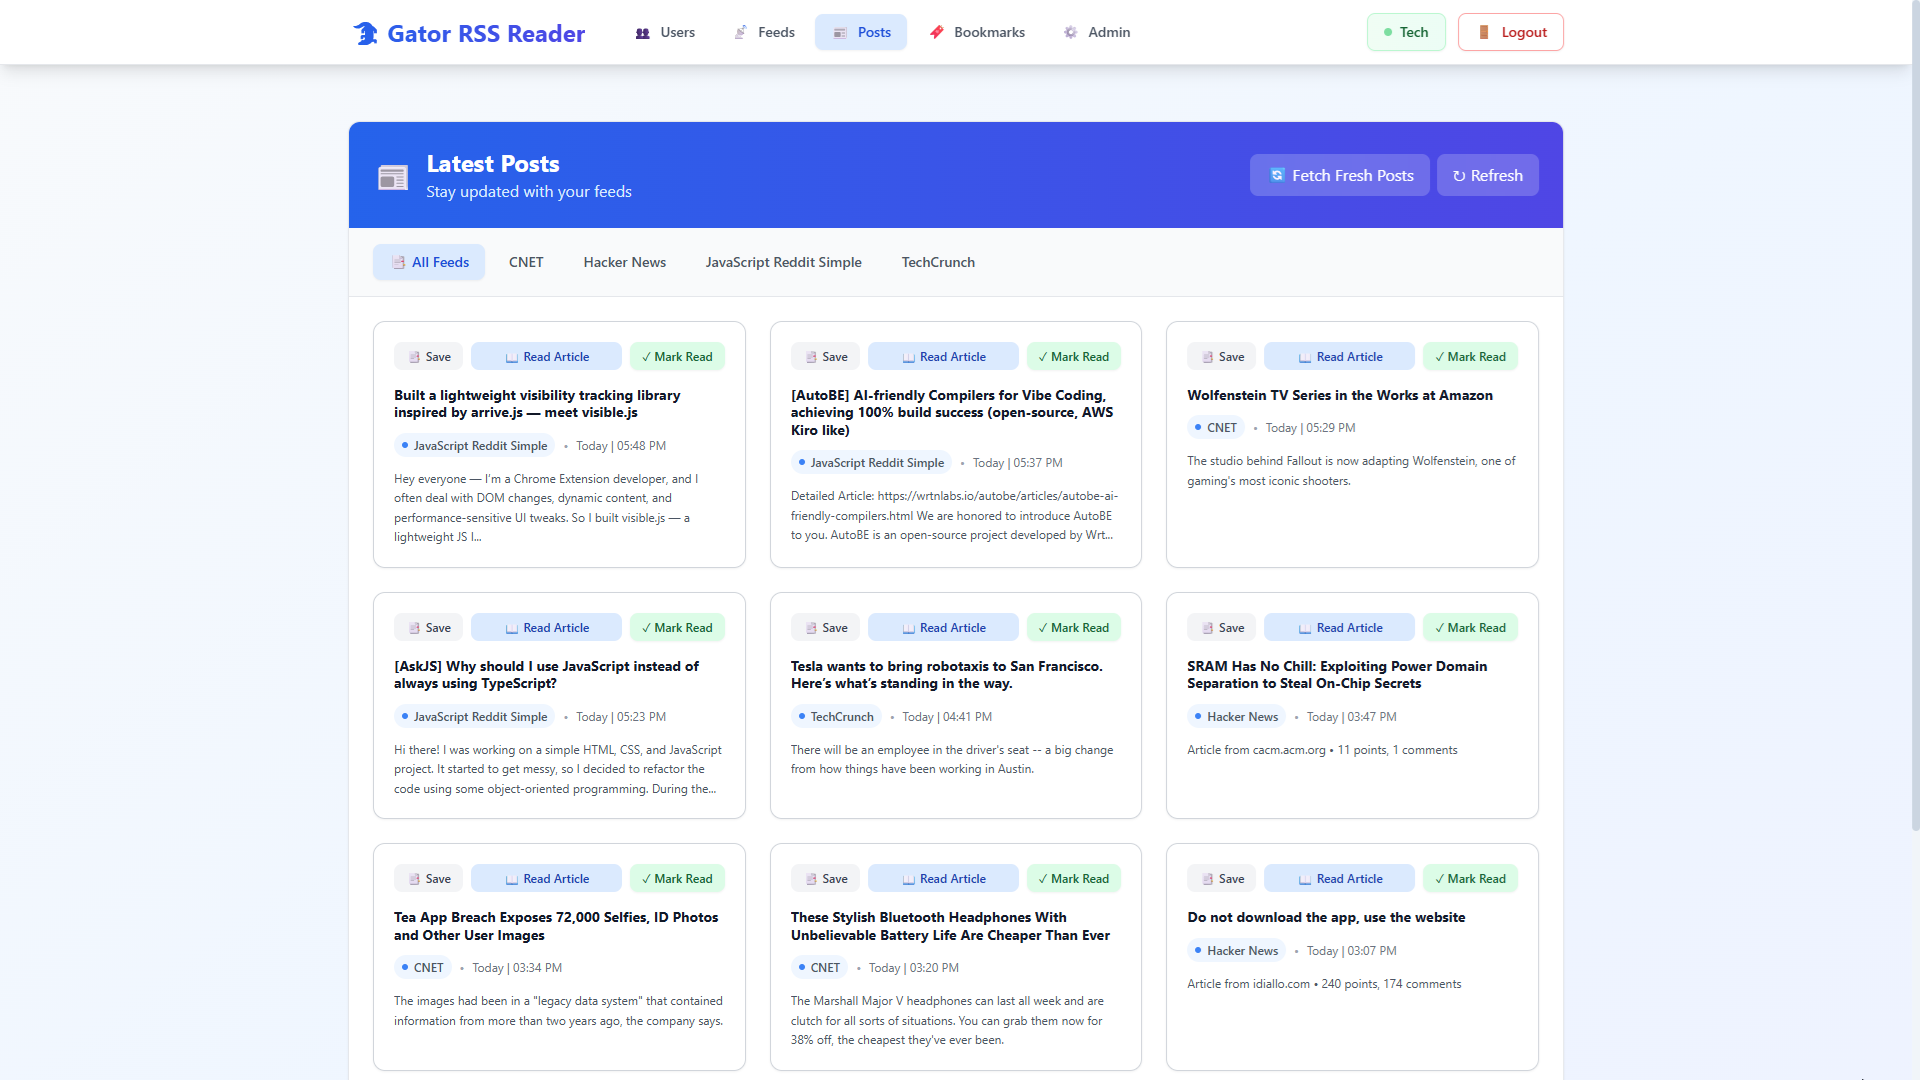 Gator RSS Reader
Users
Feeds
Posts
Bookmarks
Admin
Tech
Logout
Latest Posts
Stay updated with your feeds
Fetch Fresh Posts
↻ Refresh
All Feeds
CNET
Hacker News
JavaScript Reddit Simple
TechCrunch
Save
Read Article
✓ Mark Read
Built a lightweight visibility tracking library
inspired by arrive.js — meet visible.js
JavaScript Reddit Simple • Today | 05:48 PM
Hey everyone — I'm a Chrome Extension developer, and I
often deal with DOM changes, dynamic content, and
performance-sensitive UI tweaks. So I built visible.js — a
lightweight JS l...
Save
Read Article
✓ Mark Read
[AutoBE] AI-friendly Compilers for Vibe Coding,
achieving 100% build success (open-source, AWS
Kiro like)
JavaScript Reddit Simple • Today | 05:37 PM
Detailed Article: https://wrtnlabs.io/autobe/articles/autobe-ai-
friendly-compilers.html We are honored to introduce AutoBE
to you. AutoBE is an open-source project developed by Wrt...
Save
Read Article
✓ Mark Read
Wolfenstein TV Series in the Works at Amazon
CNET • Today | 05:29 PM
The studio behind Fallout is now adapting Wolfenstein, one of
gaming's most iconic shooters.
Save
Read Article
✓ Mark Read
[AskJS] Why should I use JavaScript instead of
always using TypeScript?
JavaScript Reddit Simple • Today | 05:23 PM
Hi there! I was working on a simple HTML, CSS, and JavaScript
project. It started to get messy, so I decided to refactor the
code using some object-oriented programming. During the...
Save
Read Article
✓ Mark Read
Tesla wants to bring robotaxis to San Francisco.
Here’s what’s standing in the way.
TechCrunch • Today | 04:41 PM
There will be an employee in the driver's seat -- a big change
from how things have been working in Austin.
Save
Read Article
✓ Mark Read
SRAM Has No Chill: Exploiting Power Domain
Separation to Steal On-Chip Secrets
Hacker News • Today | 03:47 PM
Article from cacm.acm.org • 11 points, 1 comments
Save
Read Article
✓ Mark Read
Tea App Breach Exposes 72,000 Selfies, ID Photos
and Other User Images
CNET • Today | 03:34 PM
The images had been in a "legacy data system" that contained
information from more than two years ago, the company says.
Save
Read Article
✓ Mark Read
These Stylish Bluetooth Headphones With
Unbelievable Battery Life Are Cheaper Than Ever
CNET • Today | 03:20 PM
The Marshall Major V headphones can last all week and are
clutch for all sorts of situations. You can grab them now for
38% off, the cheapest they've ever been.
Save
Read Article
✓ Mark Read
Do not download the app, use the website
Hacker News • Today | 03:07 PM
Article from idiallo.com • 240 points, 174 comments